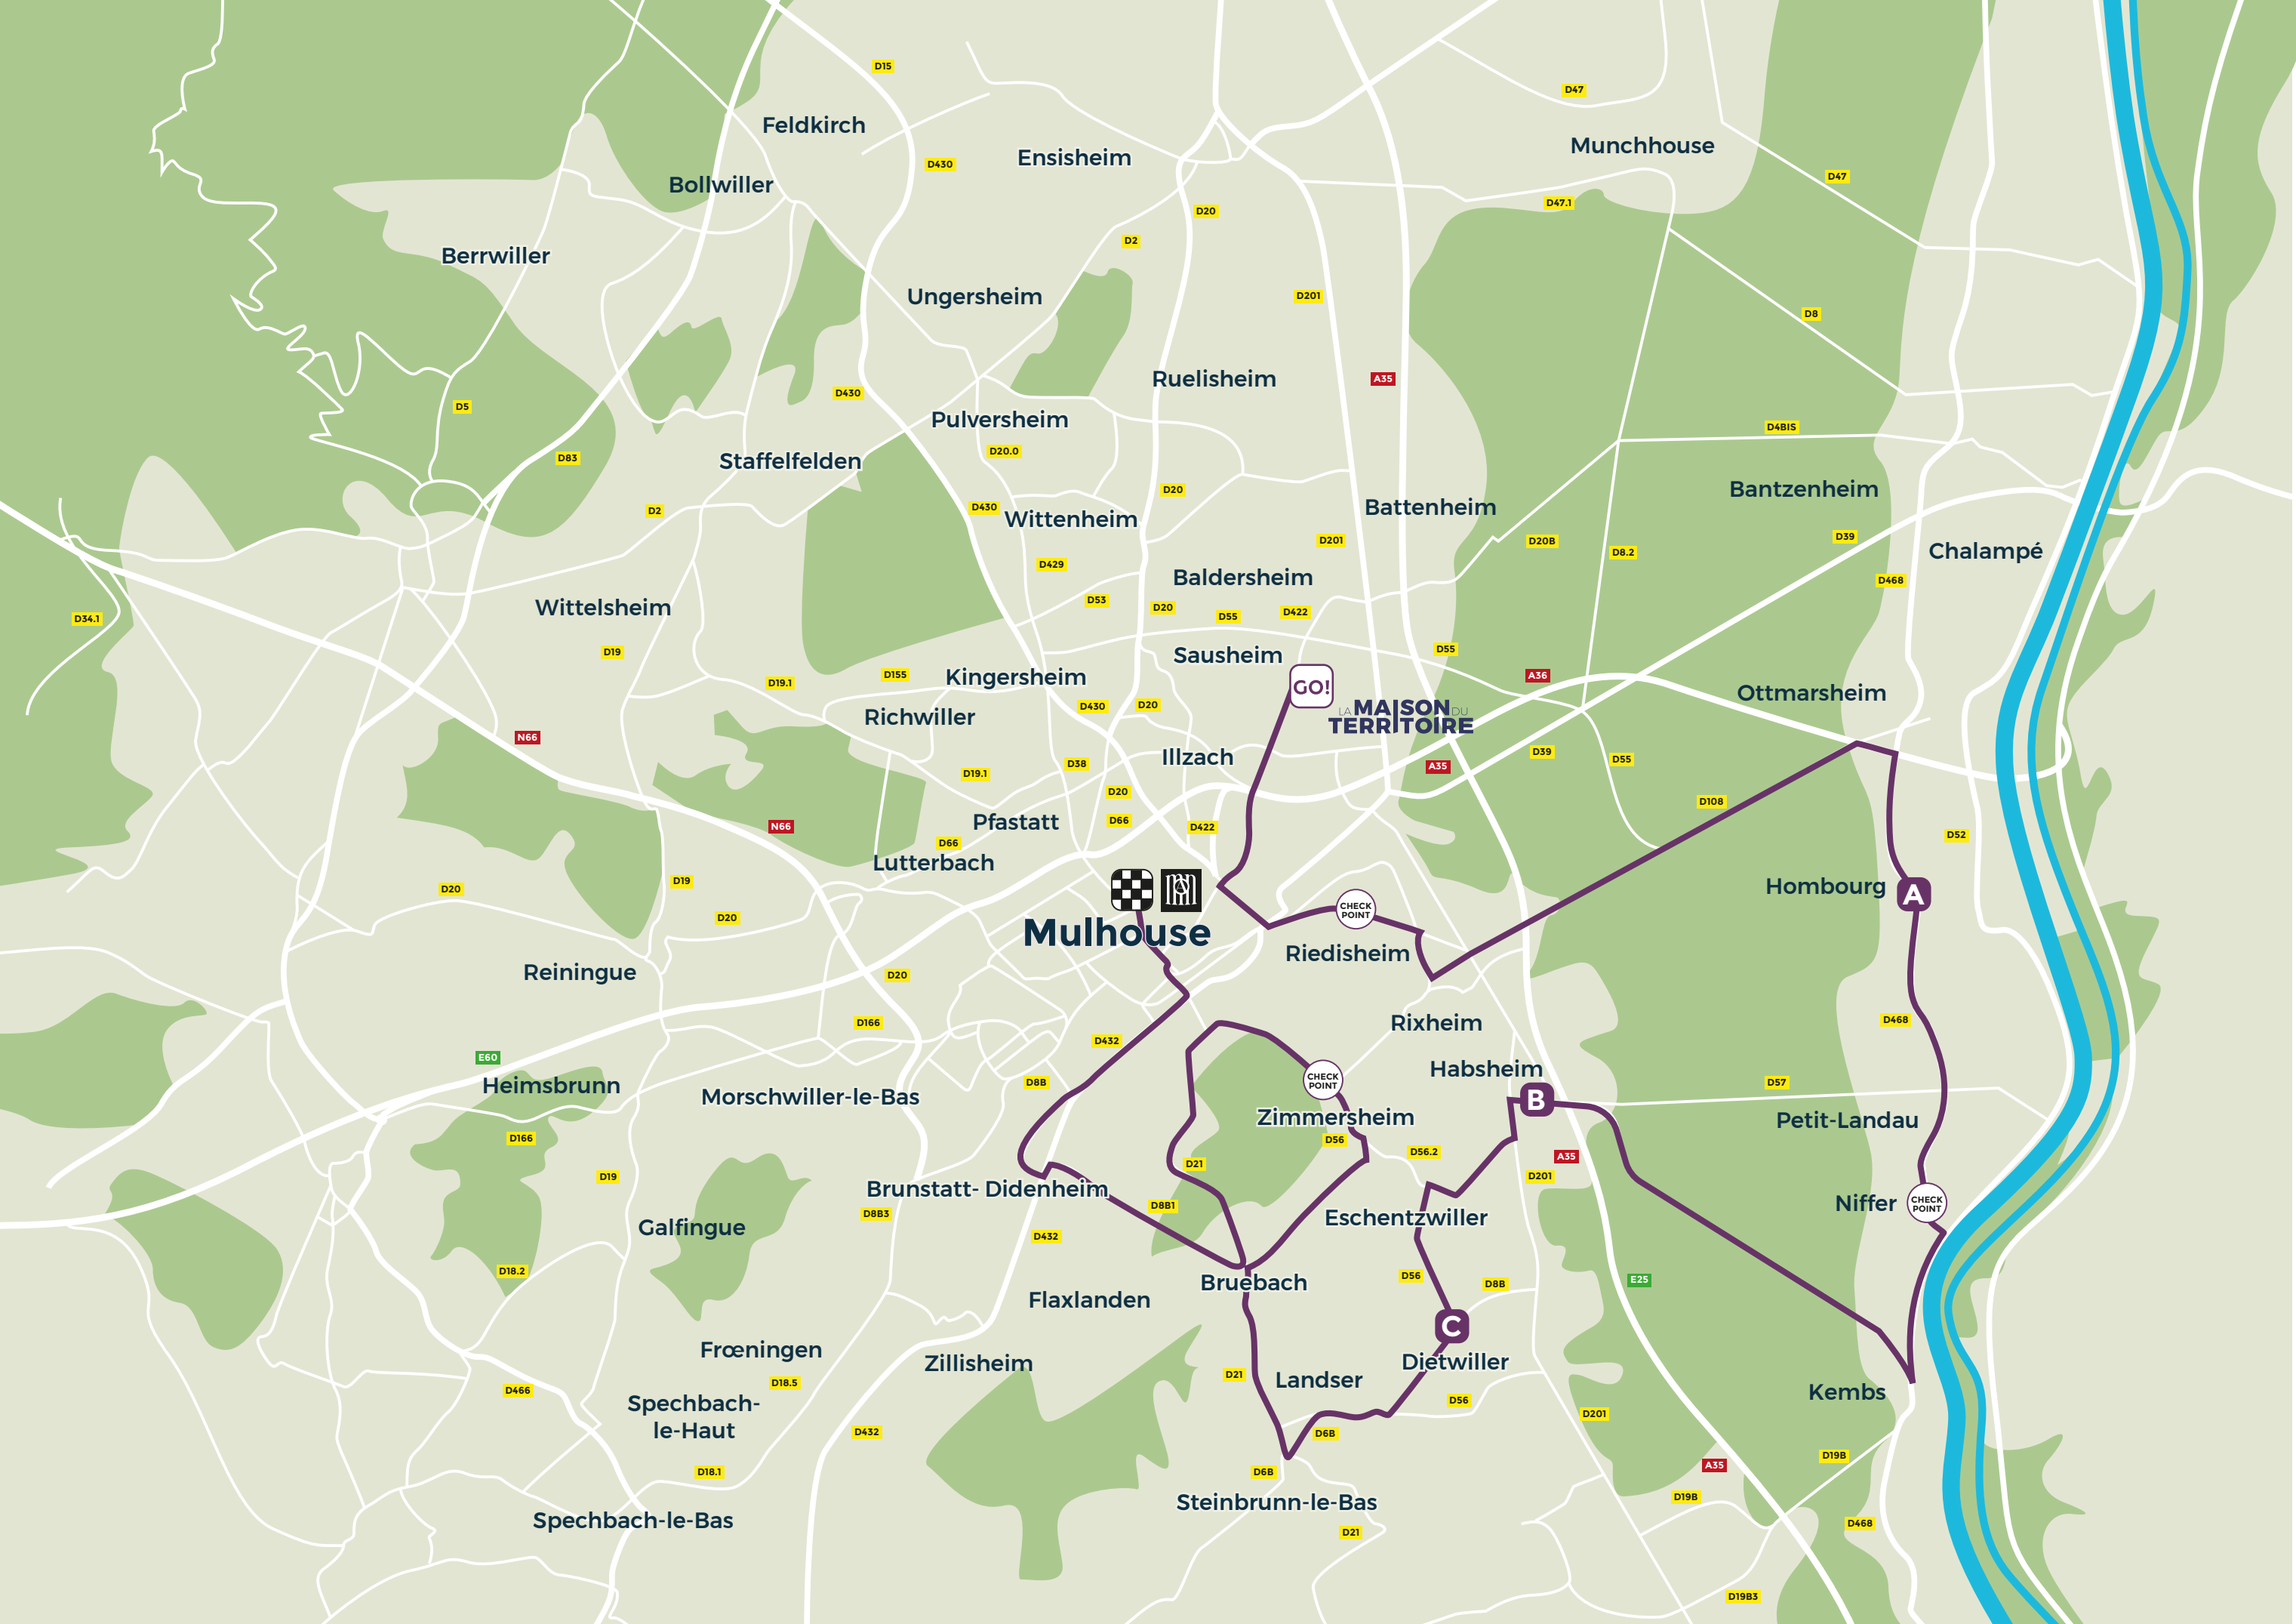 D15
D47
Feldkirch
Munchhouse
Ensisheim
D430
D47
Bollwiller
D47.1
D20
D2
Berrwiller
Ungersheim
D201
D8
Ruelisheim
A35
D430
D5
Pulversheim
D4BIS
D20.0
D83
Staffelfelden
D20
Bantzenheim
D430
Battenheim
D2
Wittenheim
D39
D201
D20B
D8.2
Chalampé
D429
Baldersheim
D468
D53
D20
Wittelsheim
D422
D55
D34.1
D19
D55
Sausheim
D155
Kingersheim
A36
D19.1
GO!
Ottmarsheim
D430
D20
LA MAISON DU
TERRITOIRE
Richwiller
N66
D39
Illzach
D55
D38
A35
D19.1
D20
D108
Pfastatt
D66
N66
D422
D52
D66
Lutterbach
D19
D20
Hombourg
A
CHECK
POINT
D20
Mulhouse
Riedisheim
Reiningue
D20
D468
D166
Rixheim
D432
E60
Habsheim
CHECK
POINT
D8B
D57
Heimsbrunn
Morschwiller-le-Bas
B
Zimmersheim
Petit-Landau
D166
D56
D56.2
A35
D21
D19
D201
Brunstatt- Didenheim
D8B1
Niffer
CHECK
POINT
D8B3
Eschentzwiller
Galfingue
D432
D18.2
D56
E25
Bruebach
D8B
Flaxlanden
C
Frœningen
Zillisheim
Dietwiller
D21
Landser
D18.5
D466
Kembs
D56
Spechbach-
le-Haut
D201
D432
D6B
D19B
A35
D18.1
D6B
D19B
Steinbrunn-le-Bas
Spechbach-le-Bas
D468
D21
D19B3